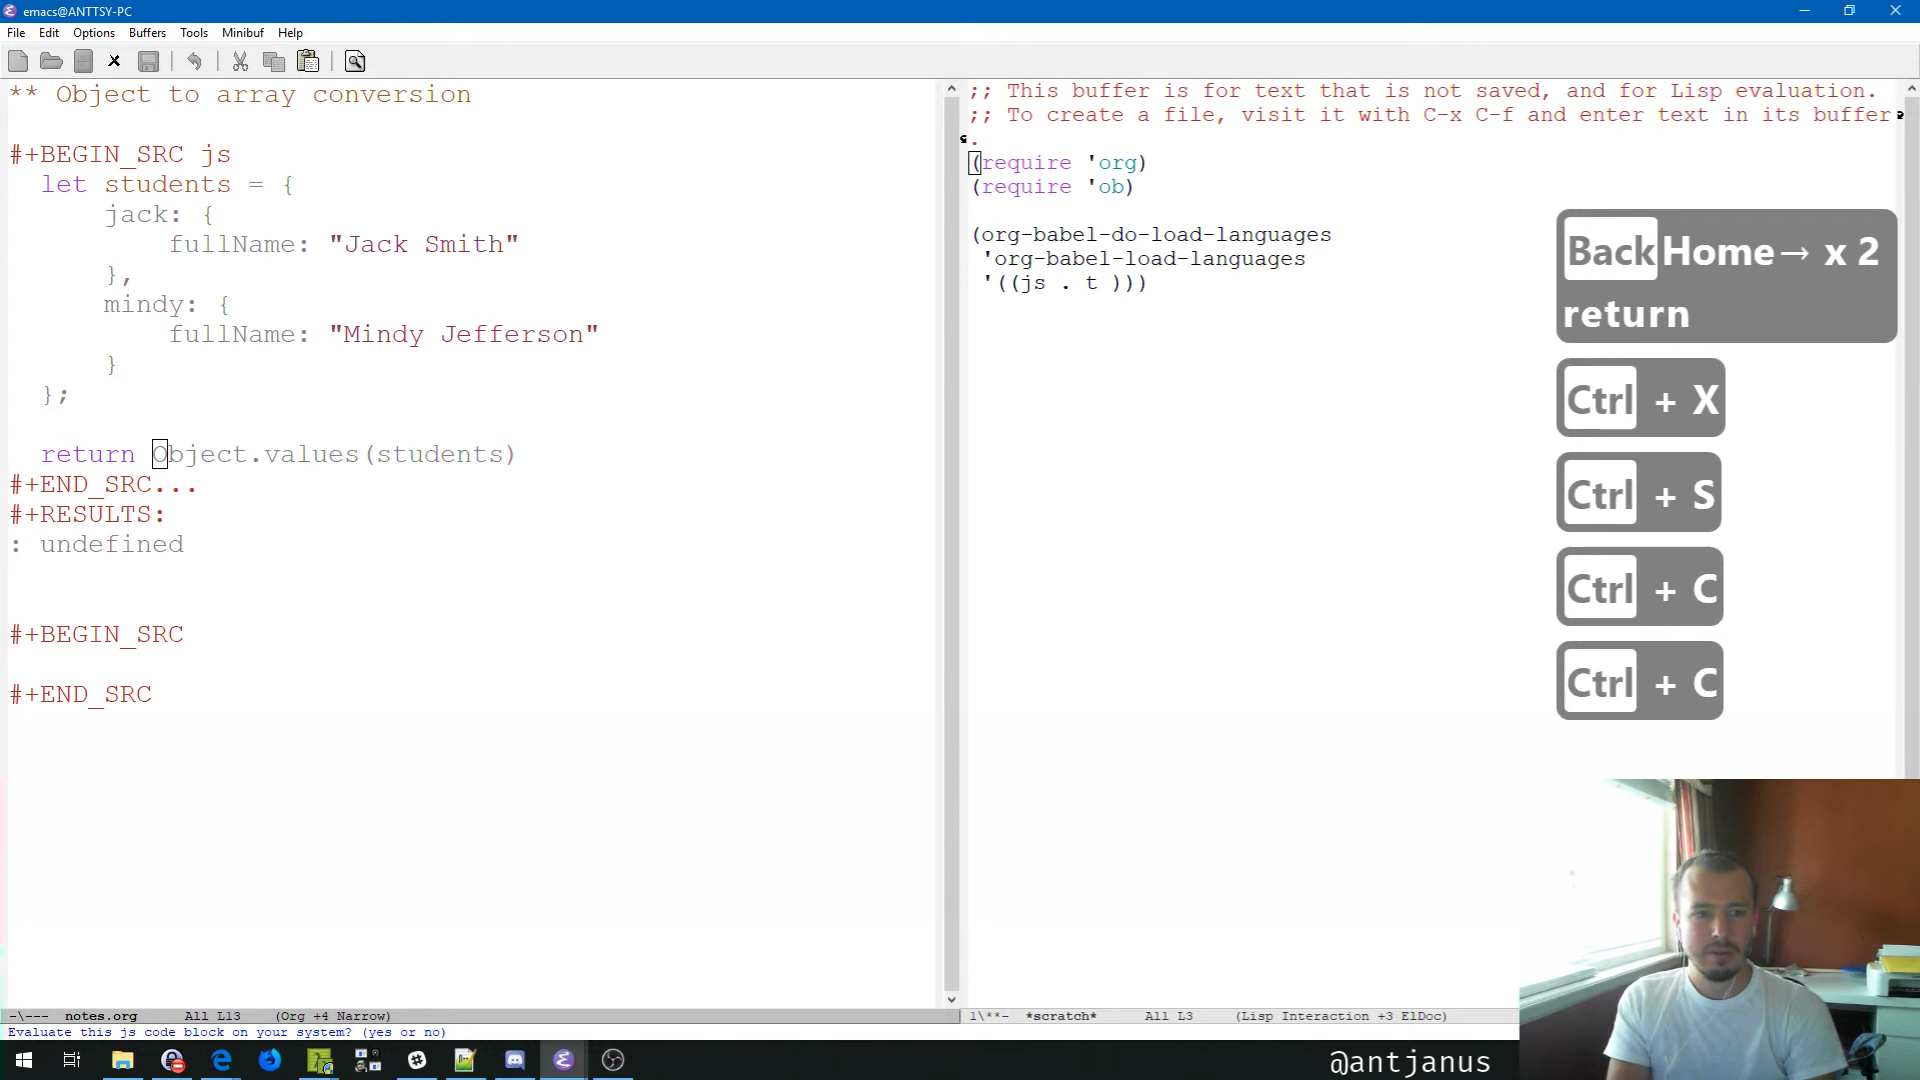 emacs@ANTTSY-PC
File Edit Options Buffers Tools Minibuf Help
** Object to array conversion
#+BEGIN_SRC js
let students = {
jack: {
fullName: "Jack Smith"
},
mindy: {
fullName: "Mindy Jefferson"
}
};
return Object.values(students)
#+END_SRC...
#+RESULTS:
: undefined
#+BEGIN_SRC
#+END_SRC
-\--- notes.org All L13 (Org +4 Narrow)
Evaluate this js code block on your system? (yes or no)
;; This buffer is for text that is not saved, and for Lisp evaluation.
;; To create a file, visit it with C-x C-f and enter text in its buffer
.
(require 'org)
(require 'ob)
(org-babel-do-load-languages
'org-babel-load-languages
'((js . t )))
Back Home→ x 2
return
Ctrl + X
Ctrl + S
Ctrl + C
Ctrl + C
1\**- *scratch* All L3 (Lisp Interaction +3 ElDoc)
@antjanus